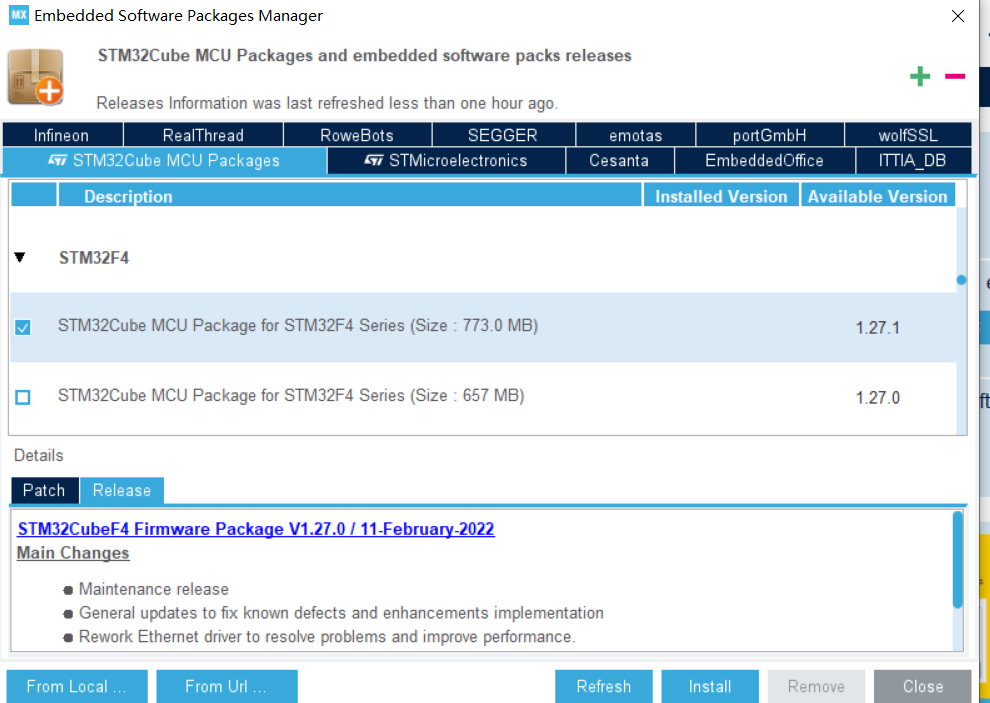 MX Embedded Software Packages Manager
STM32Cube MCU Packages and embedded software packs releases
Releases Information was last refreshed less than one hour ago.
Infineon RealThread RoweBots SEGGER emotas portGmbH wolfSSL
STM32Cube MCU Packages STMicroelectronics Cesanta EmbeddedOffice ITTIA_DB
Description Installed Version Available Version
STM32F4
STM32Cube MCU Package for STM32F4 Series (Size : 773.0 MB) 1.27.1
STM32Cube MCU Package for STM32F4 Series (Size : 657 MB) 1.27.0
Details
Patch Release
STM32CubeF4 Firmware Package V1.27.0 / 11-February-2022
Main Changes
Maintenance release
General updates to fix known defects and enhancements implementation
Rework Ethernet driver to resolve problems and improve performance.
From Local ... From Url ... Refresh Install Remove Close